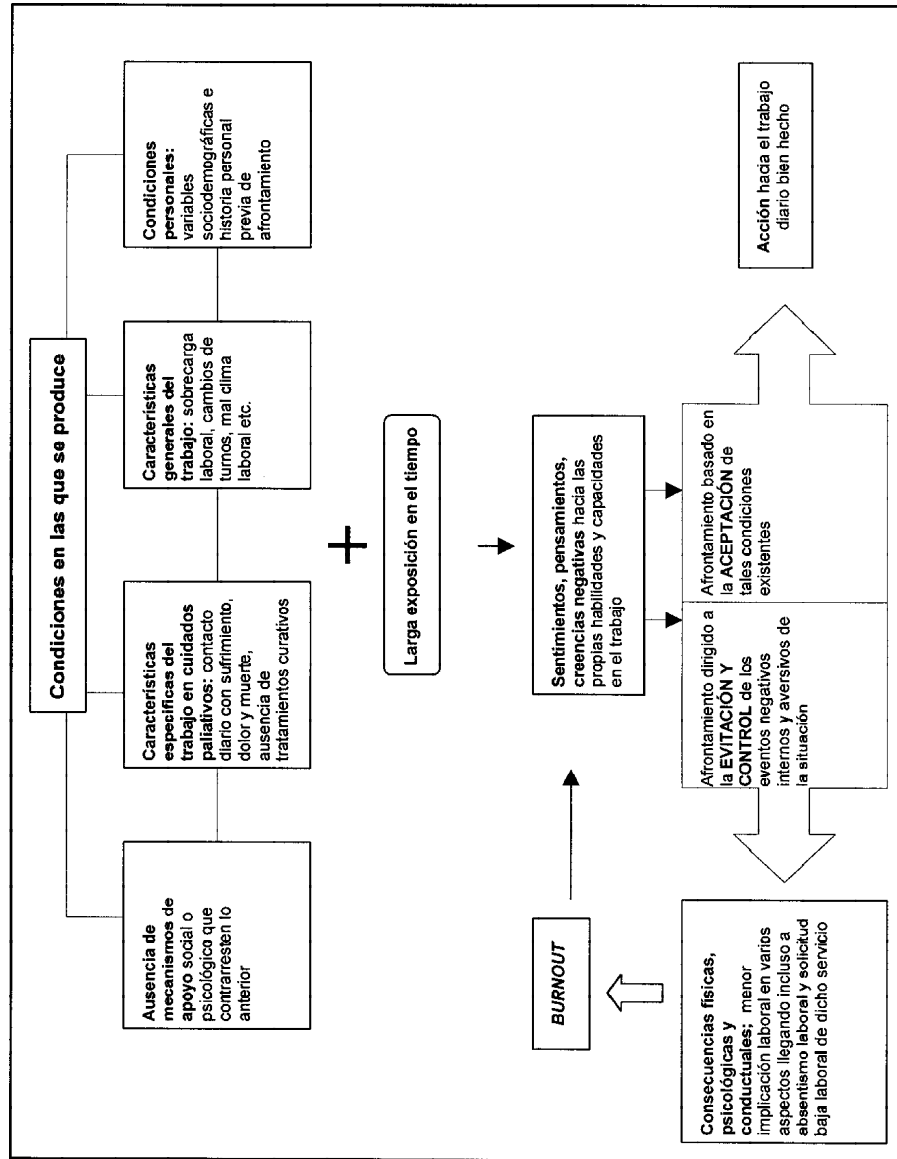 Condiciones en las que se produce
Ausencia de
mecanismos de
apoyo social o
psicológico que
contrarresten lo
anterior
Características
específicas del
trabajo en cuidados
paliativos: contacto
diario con sufrimiento,
dolor y muerte,
ausencia de
tratamientos curativos
Características
generales del
trabajo: sobrecarga
laboral, cambios de
turnos, mal clima
laboral etc.
Condiciones
personales:
variables
sociodemográficas e
historia personal
previa de
afrontamiento
+
Larga exposición en el tiempo
BURNOUT
Sentimientos, pensamientos,
creencias negativas hacia las
propias habilidades y capacidades
en el trabajo
Consecuencias físicas,
psicológicas y
conductuales; menor
implicación laboral en varios
aspectos llegando incluso a
absentismo laboral y solicitud
baja laboral de dicho servicio
Afrontamiento dirigido a
la EVITACIÓN Y
CONTROL de los
eventos negativos
internos y aversivos de
la situación
Afrontamiento basado en
la ACEPTACIÓN de
tales condiciones
existentes
Acción hacia el trabajo
diario bien hecho